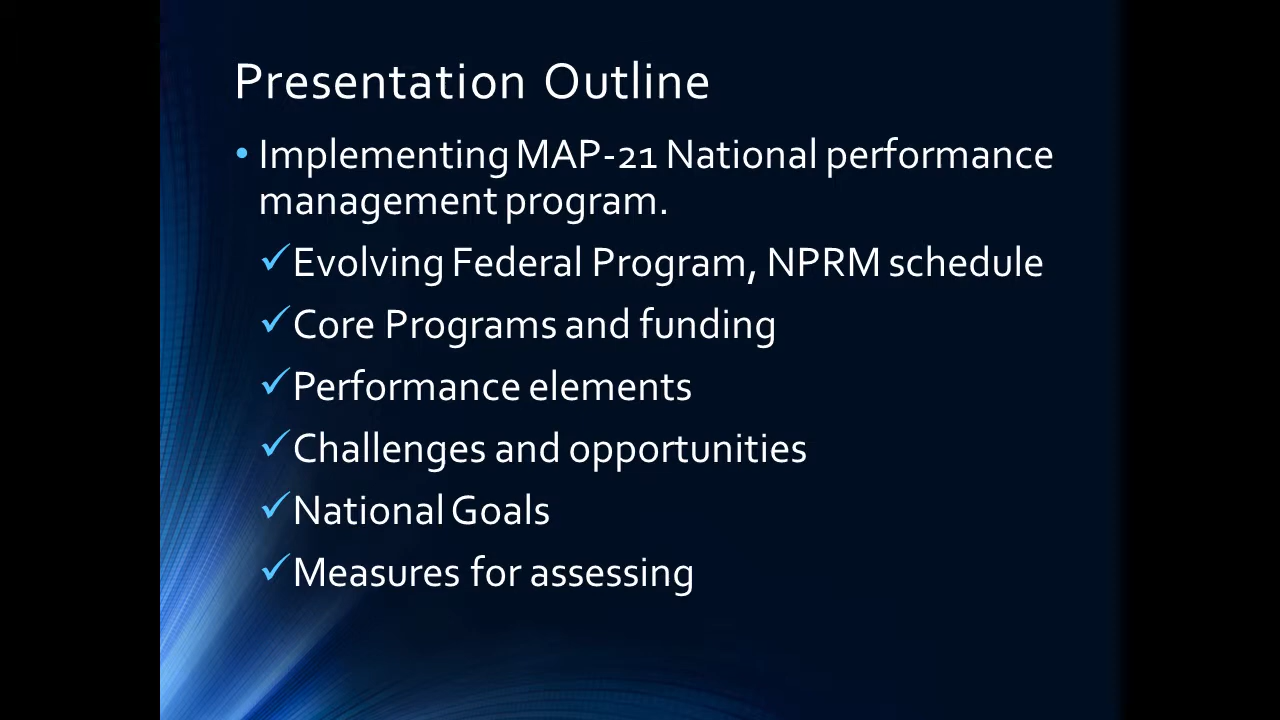 Presentation Outline
• Implementing MAP-21 National performance
management program.
✓Evolving Federal Program, NPRM schedule
✓Core Programs and funding
✓Performance elements
✓Challenges and opportunities
✓National Goals
✓Measures for assessing